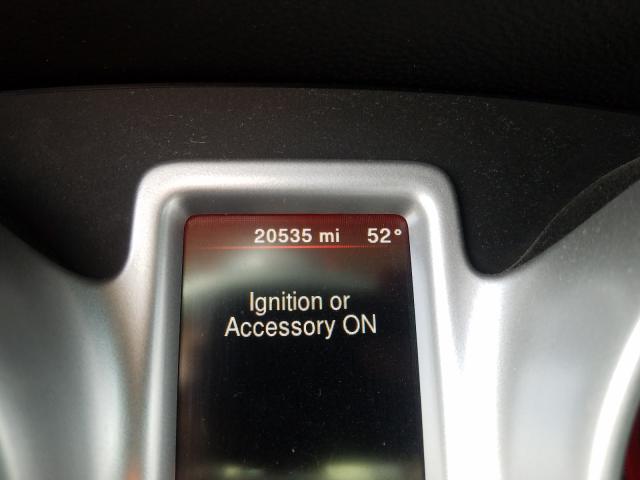 20535 mi 52°
Ignition or
Accessory ON